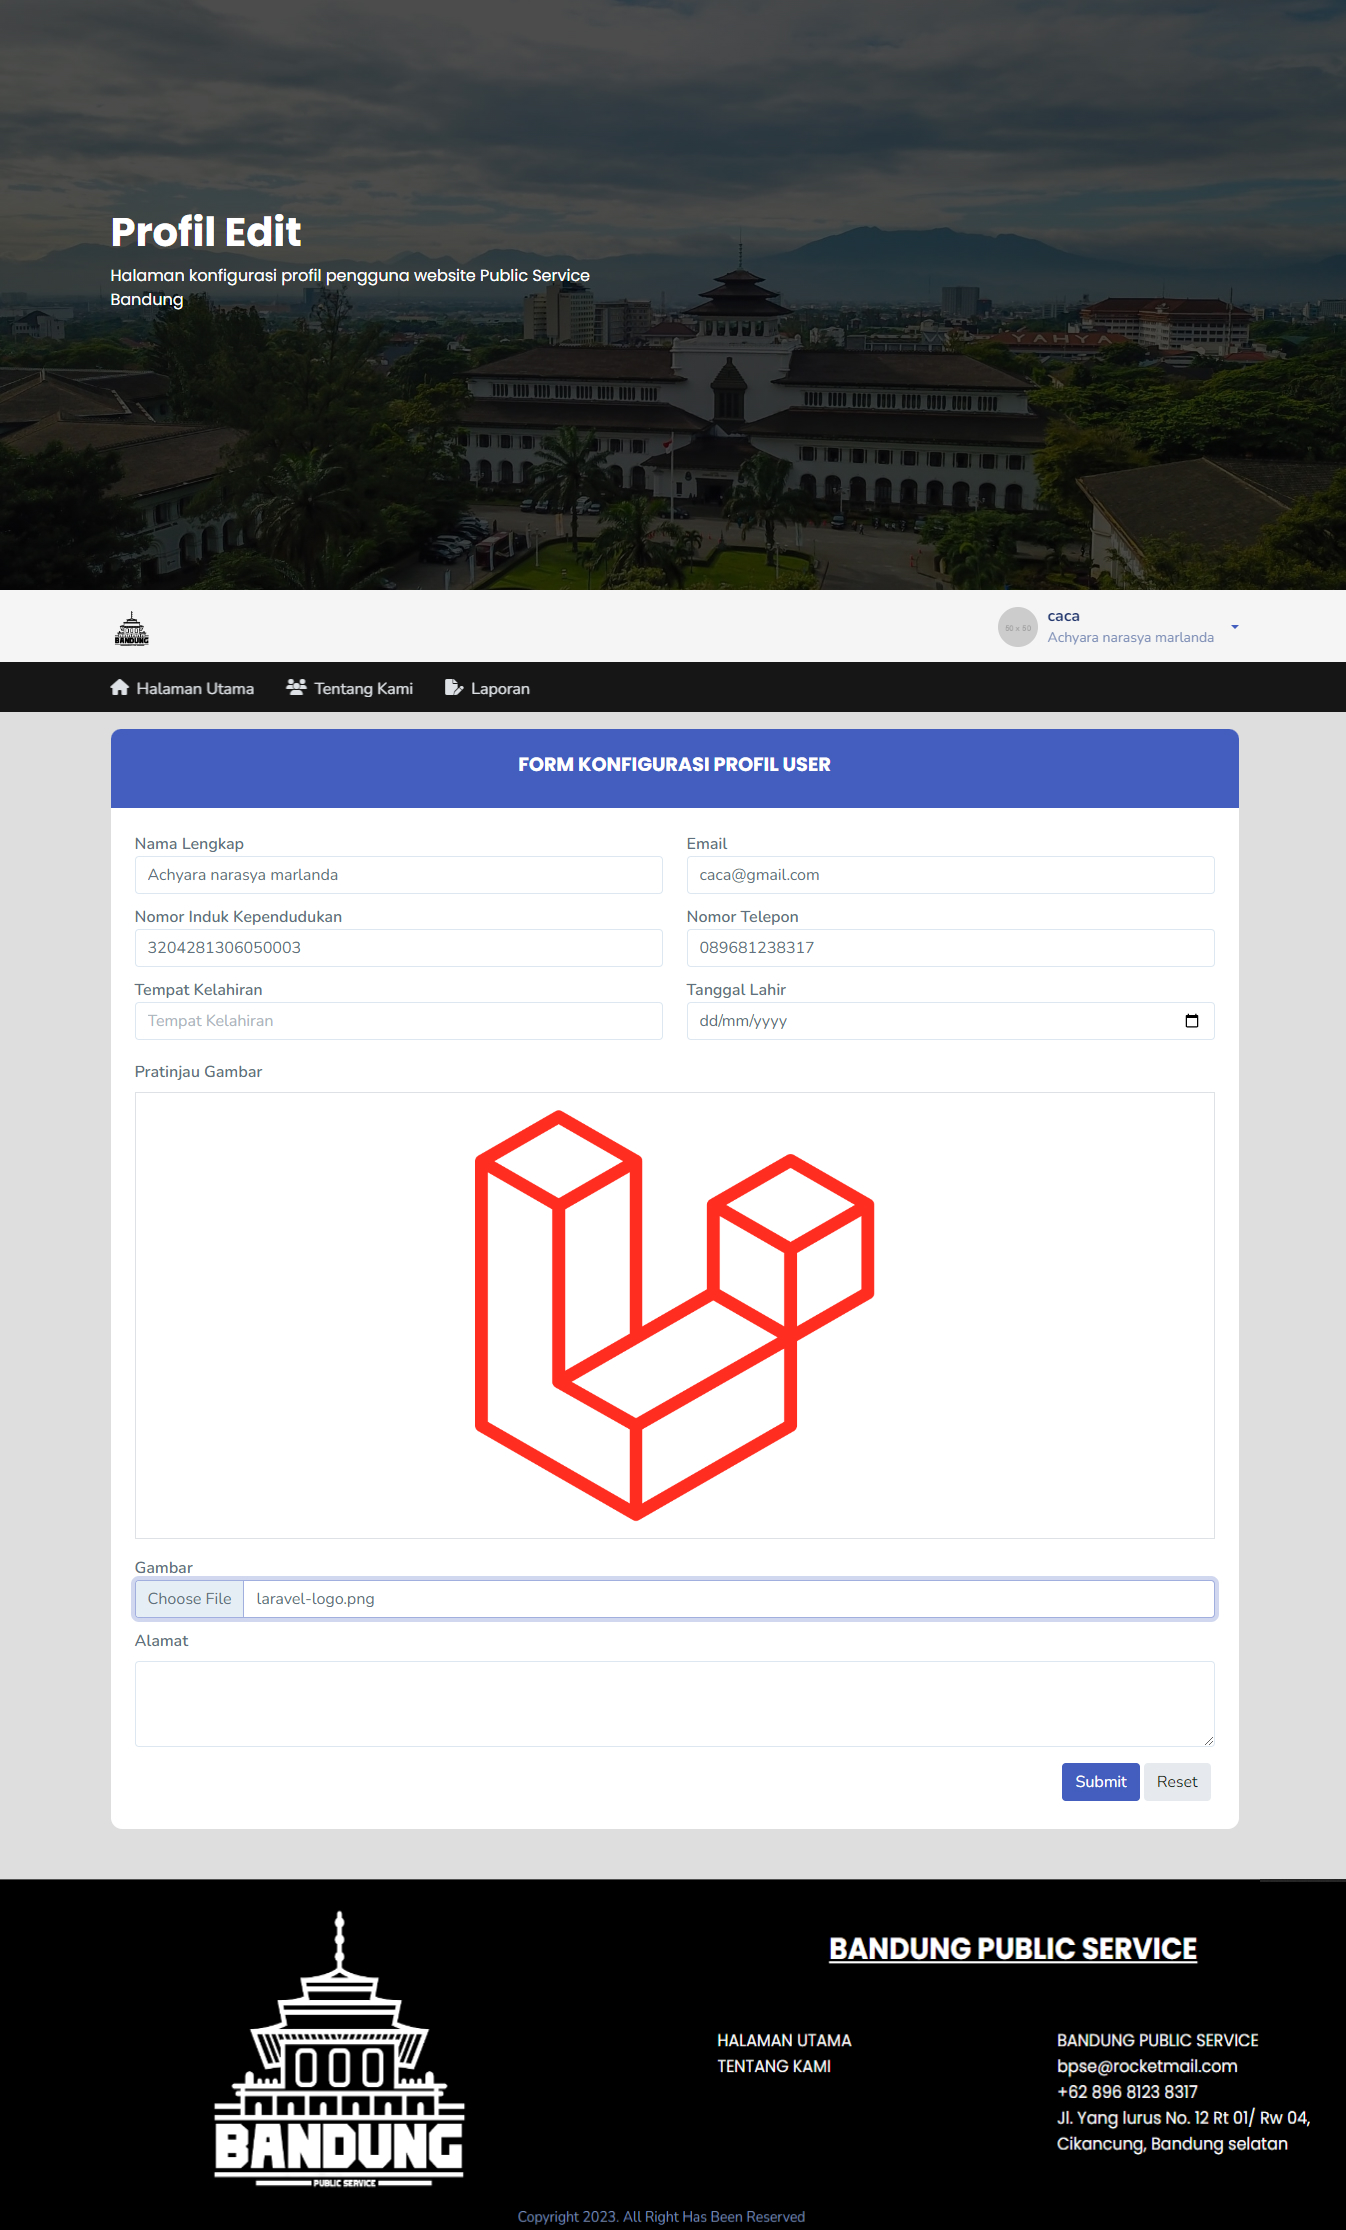 Profil Edit
Halaman konfigurasi profil pengguna website Public Service
Bandung
YAHYA
BANDUNG
50 x 50
caca
Achyara narasya marlanda
Halaman Utama
Tentang Kami
Laporan
FORM KONFIGURASI PROFIL USER
Nama Lengkap
Achyara narasya marlanda
Email
caca@gmail.com
Nomor Induk Kependudukan
3204281306050003
Nomor Telepon
089681238317
Tempat Kelahiran
Tempat Kelahiran
Tanggal Lahir
dd/mm/yyyy
Pratinjau Gambar
Gambar
Choose File
laravel-logo.png
Alamat
Submit
Reset
BANDUNG
PUBLIC SERVICE
BANDUNG PUBLIC SERVICE
HALAMAN UTAMA
TENTANG KAMI
BANDUNG PUBLIC SERVICE
bpse@rocketmail.com
+62 896 8123 8317
Jl. Yang lurus No. 12 Rt 01/ Rw 04,
Cikancung, Bandung selatan
Copyright 2023. All Right Has Been Reserved